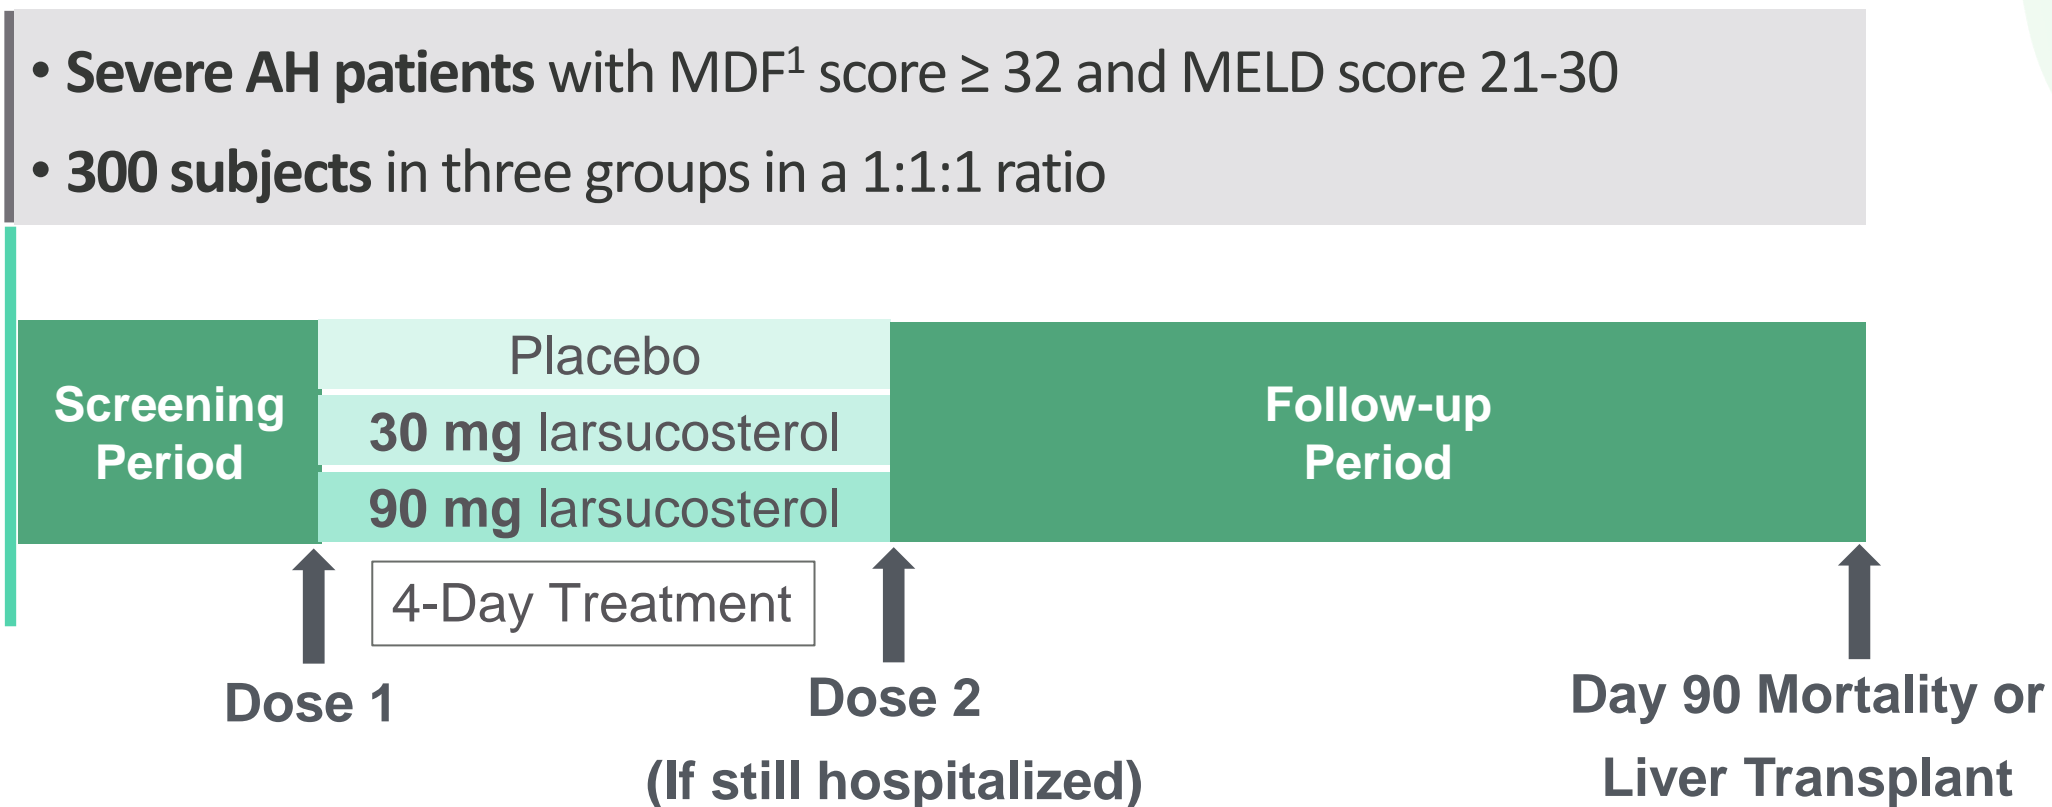 • Severe AH patients with MDF¹ score ≥ 32 and MELD score 21-30
• 300 subjects in three groups in a 1:1:1 ratio
Screening
Period
Placebo
30 mg larsucosterol
90 mg larsucosterol
Follow-up
Period
4-Day Treatment
Dose 1
Dose 2
(If still hospitalized)
Day 90 Mortality or
Liver Transplant